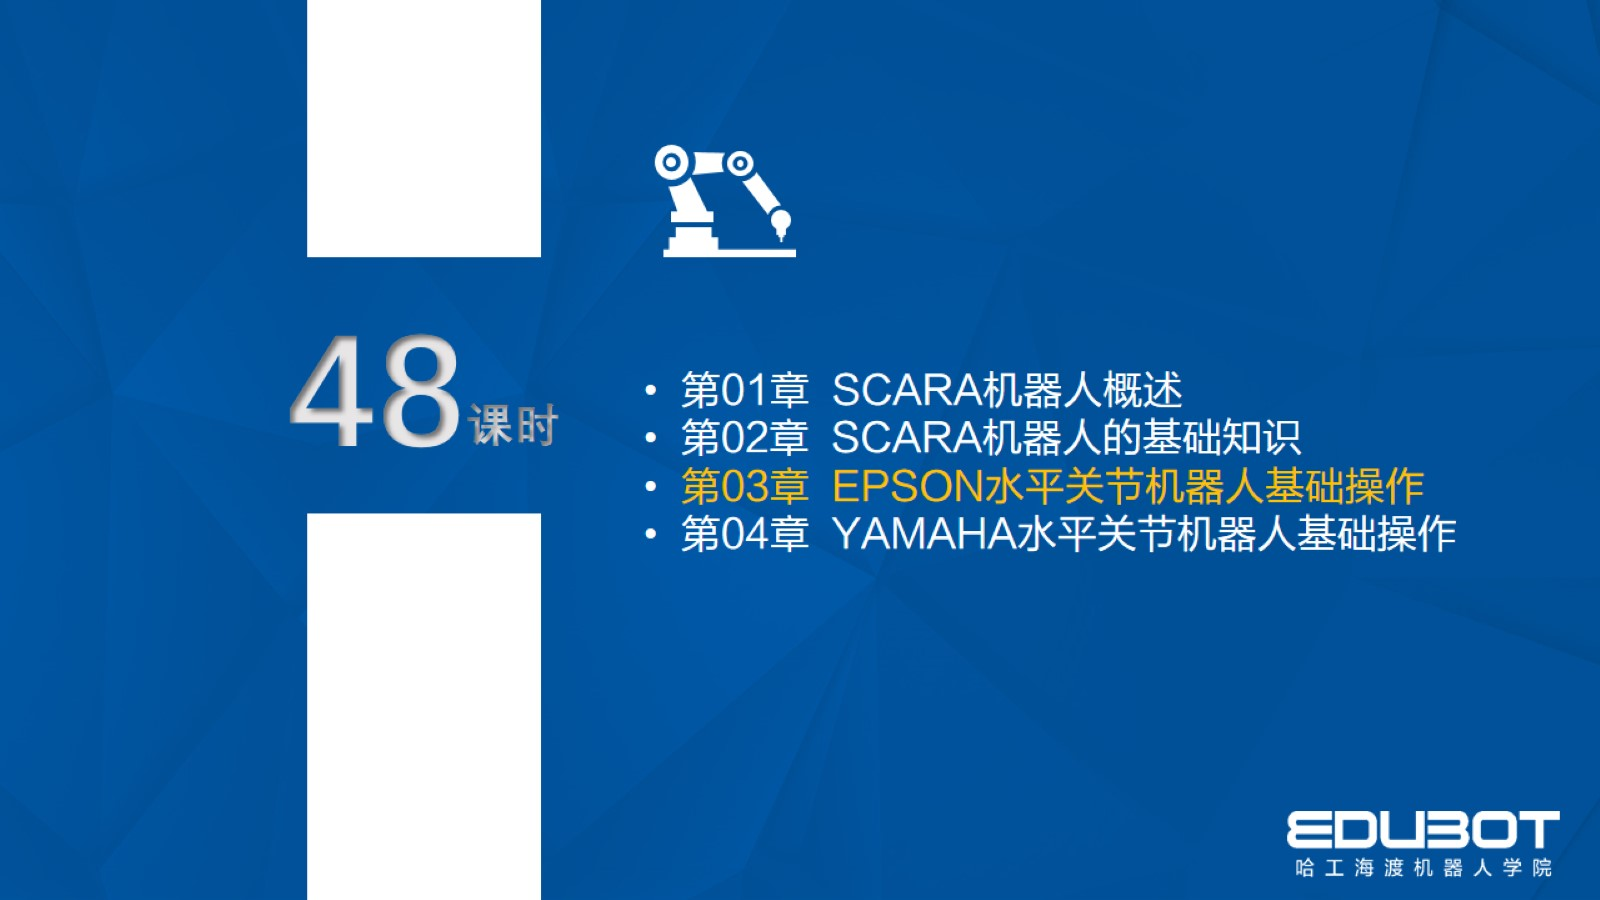 48课时
• 第01章 SCARA机器人概述
• 第02章 SCARA机器人的基础知识
• 第03章 EPSON水平关节机器人基础操作
• 第04章 YAMAHA水平关节机器人基础操作
EDUBOT
哈工海渡机器人学院